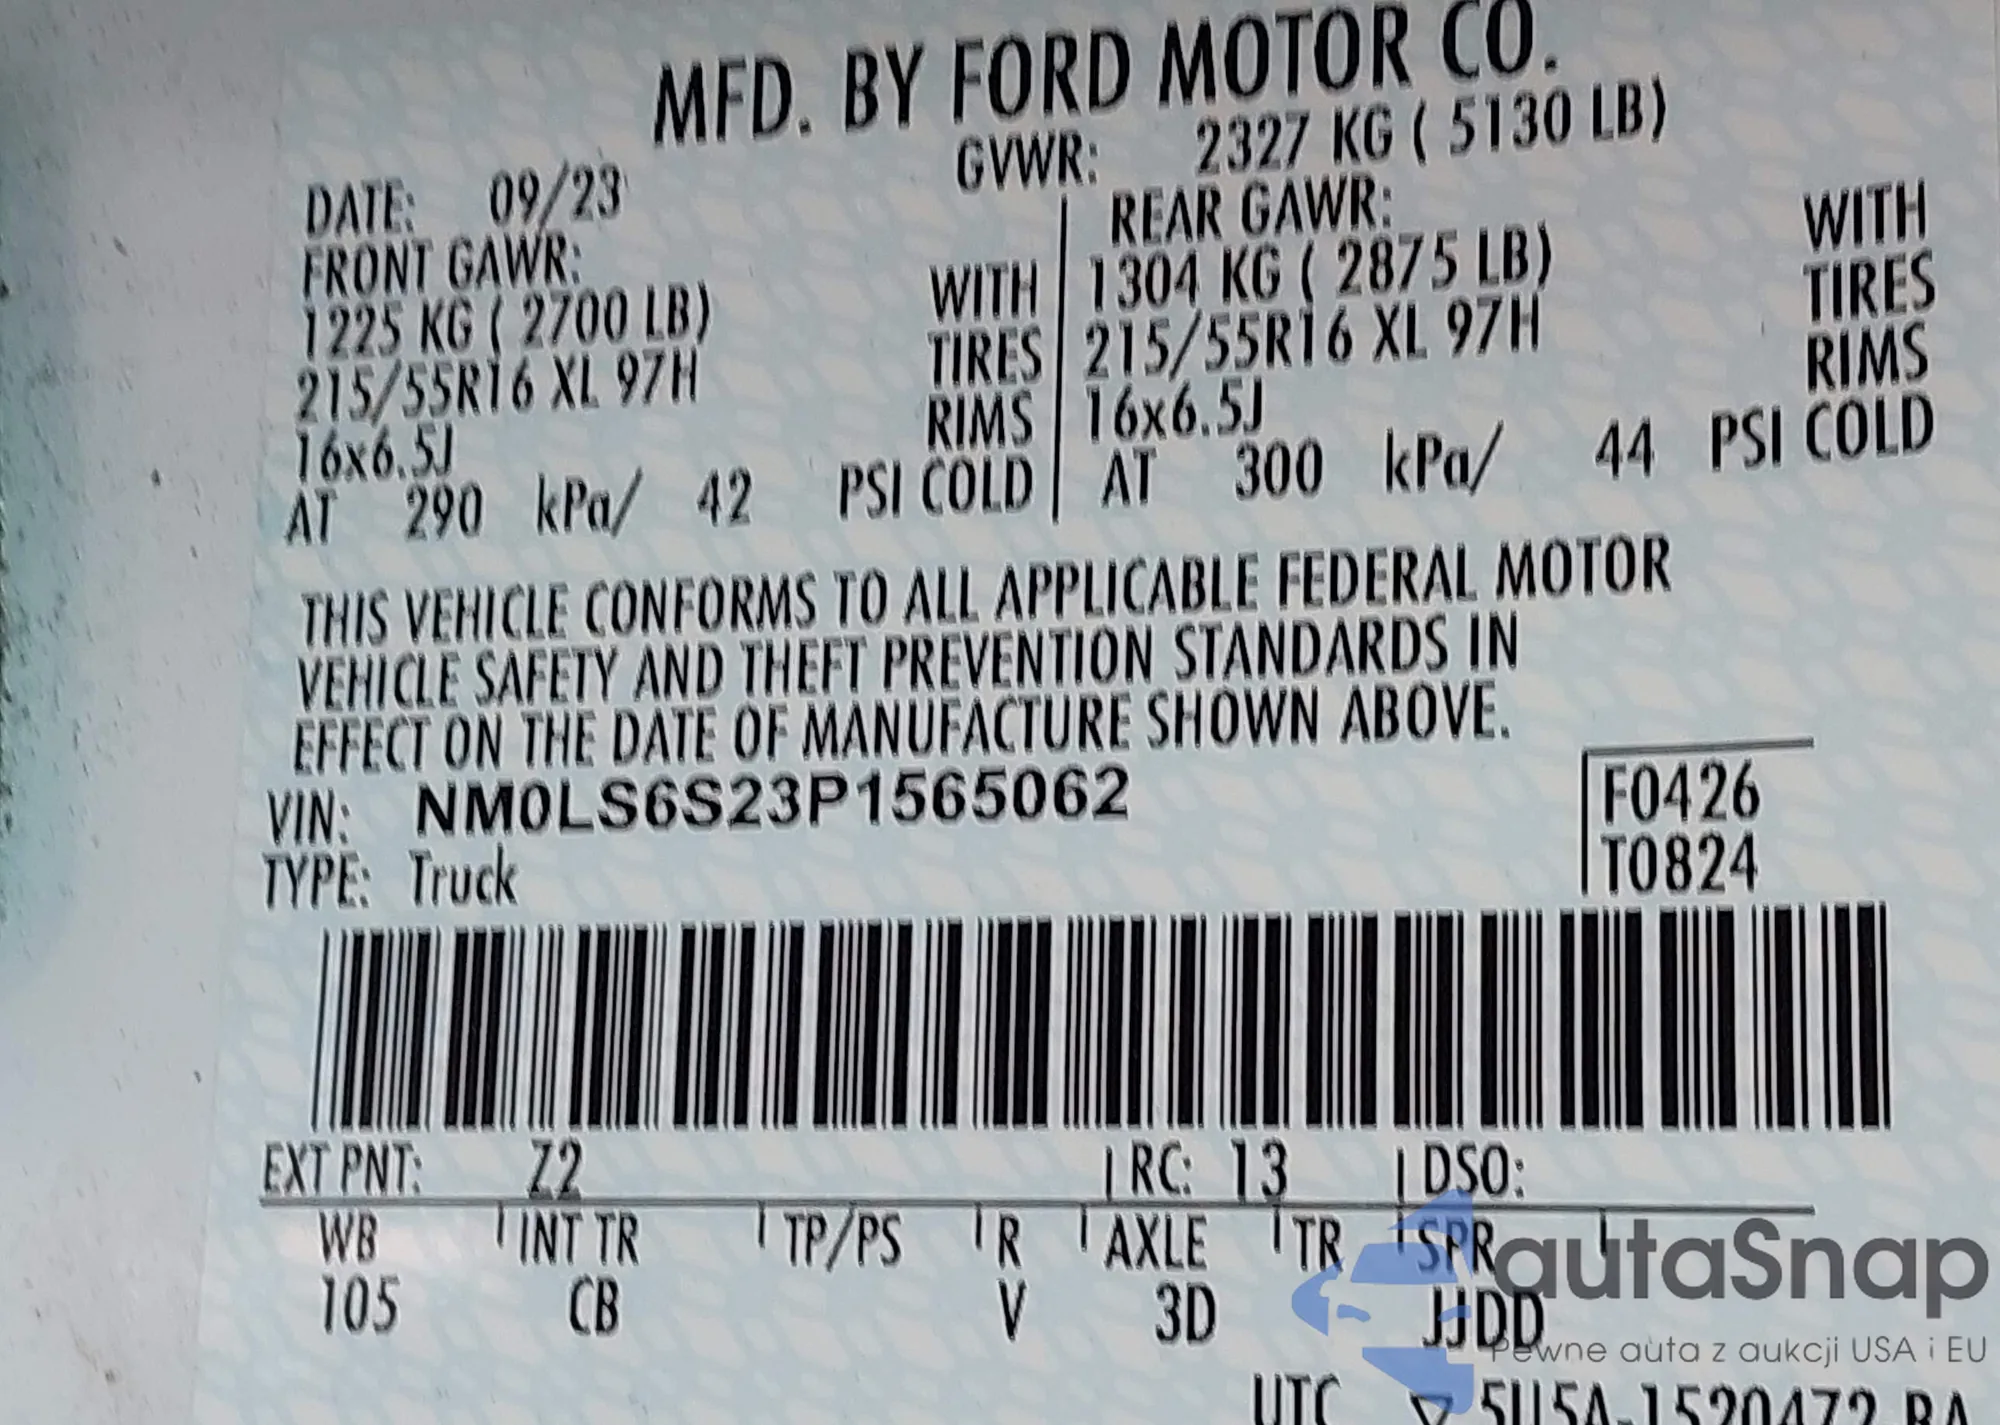 MFD. BY FORD MOTOR CO.
DATE: 09/23 GVWR: 2327 KG ( 5130 LB)
FRONT GAWR: REAR GAWR:
1225 KG ( 2700 LB) WITH 1304 KG ( 2875 LB) WITH
215/55R16 XL 97H TIRES 215/55R16 XL 97H TIRES
16x6.5J RIMS 16x6.5J RIMS
AT 290 kPa/ 42 PSI COLD AT 300 kPa/ 44 PSI COLD
THIS VEHICLE CONFORMS TO ALL APPLICABLE FEDERAL MOTOR
VEHICLE SAFETY AND THEFT PREVENTION STANDARDS IN
EFFECT ON THE DATE OF MANUFACTURE SHOWN ABOVE.
VIN: NM0LS6S23P1565062 F0426
TYPE: Truck T0824
EXT PNT: Z2 RC: 13 DSO:
WB INT TR TP/PS R AXLE TR SPR
105 CB V 3D JJDD
autaSnap
Pewne auta z aukcji USA i EU
UTC ▽ 5U5A-1520472-BA